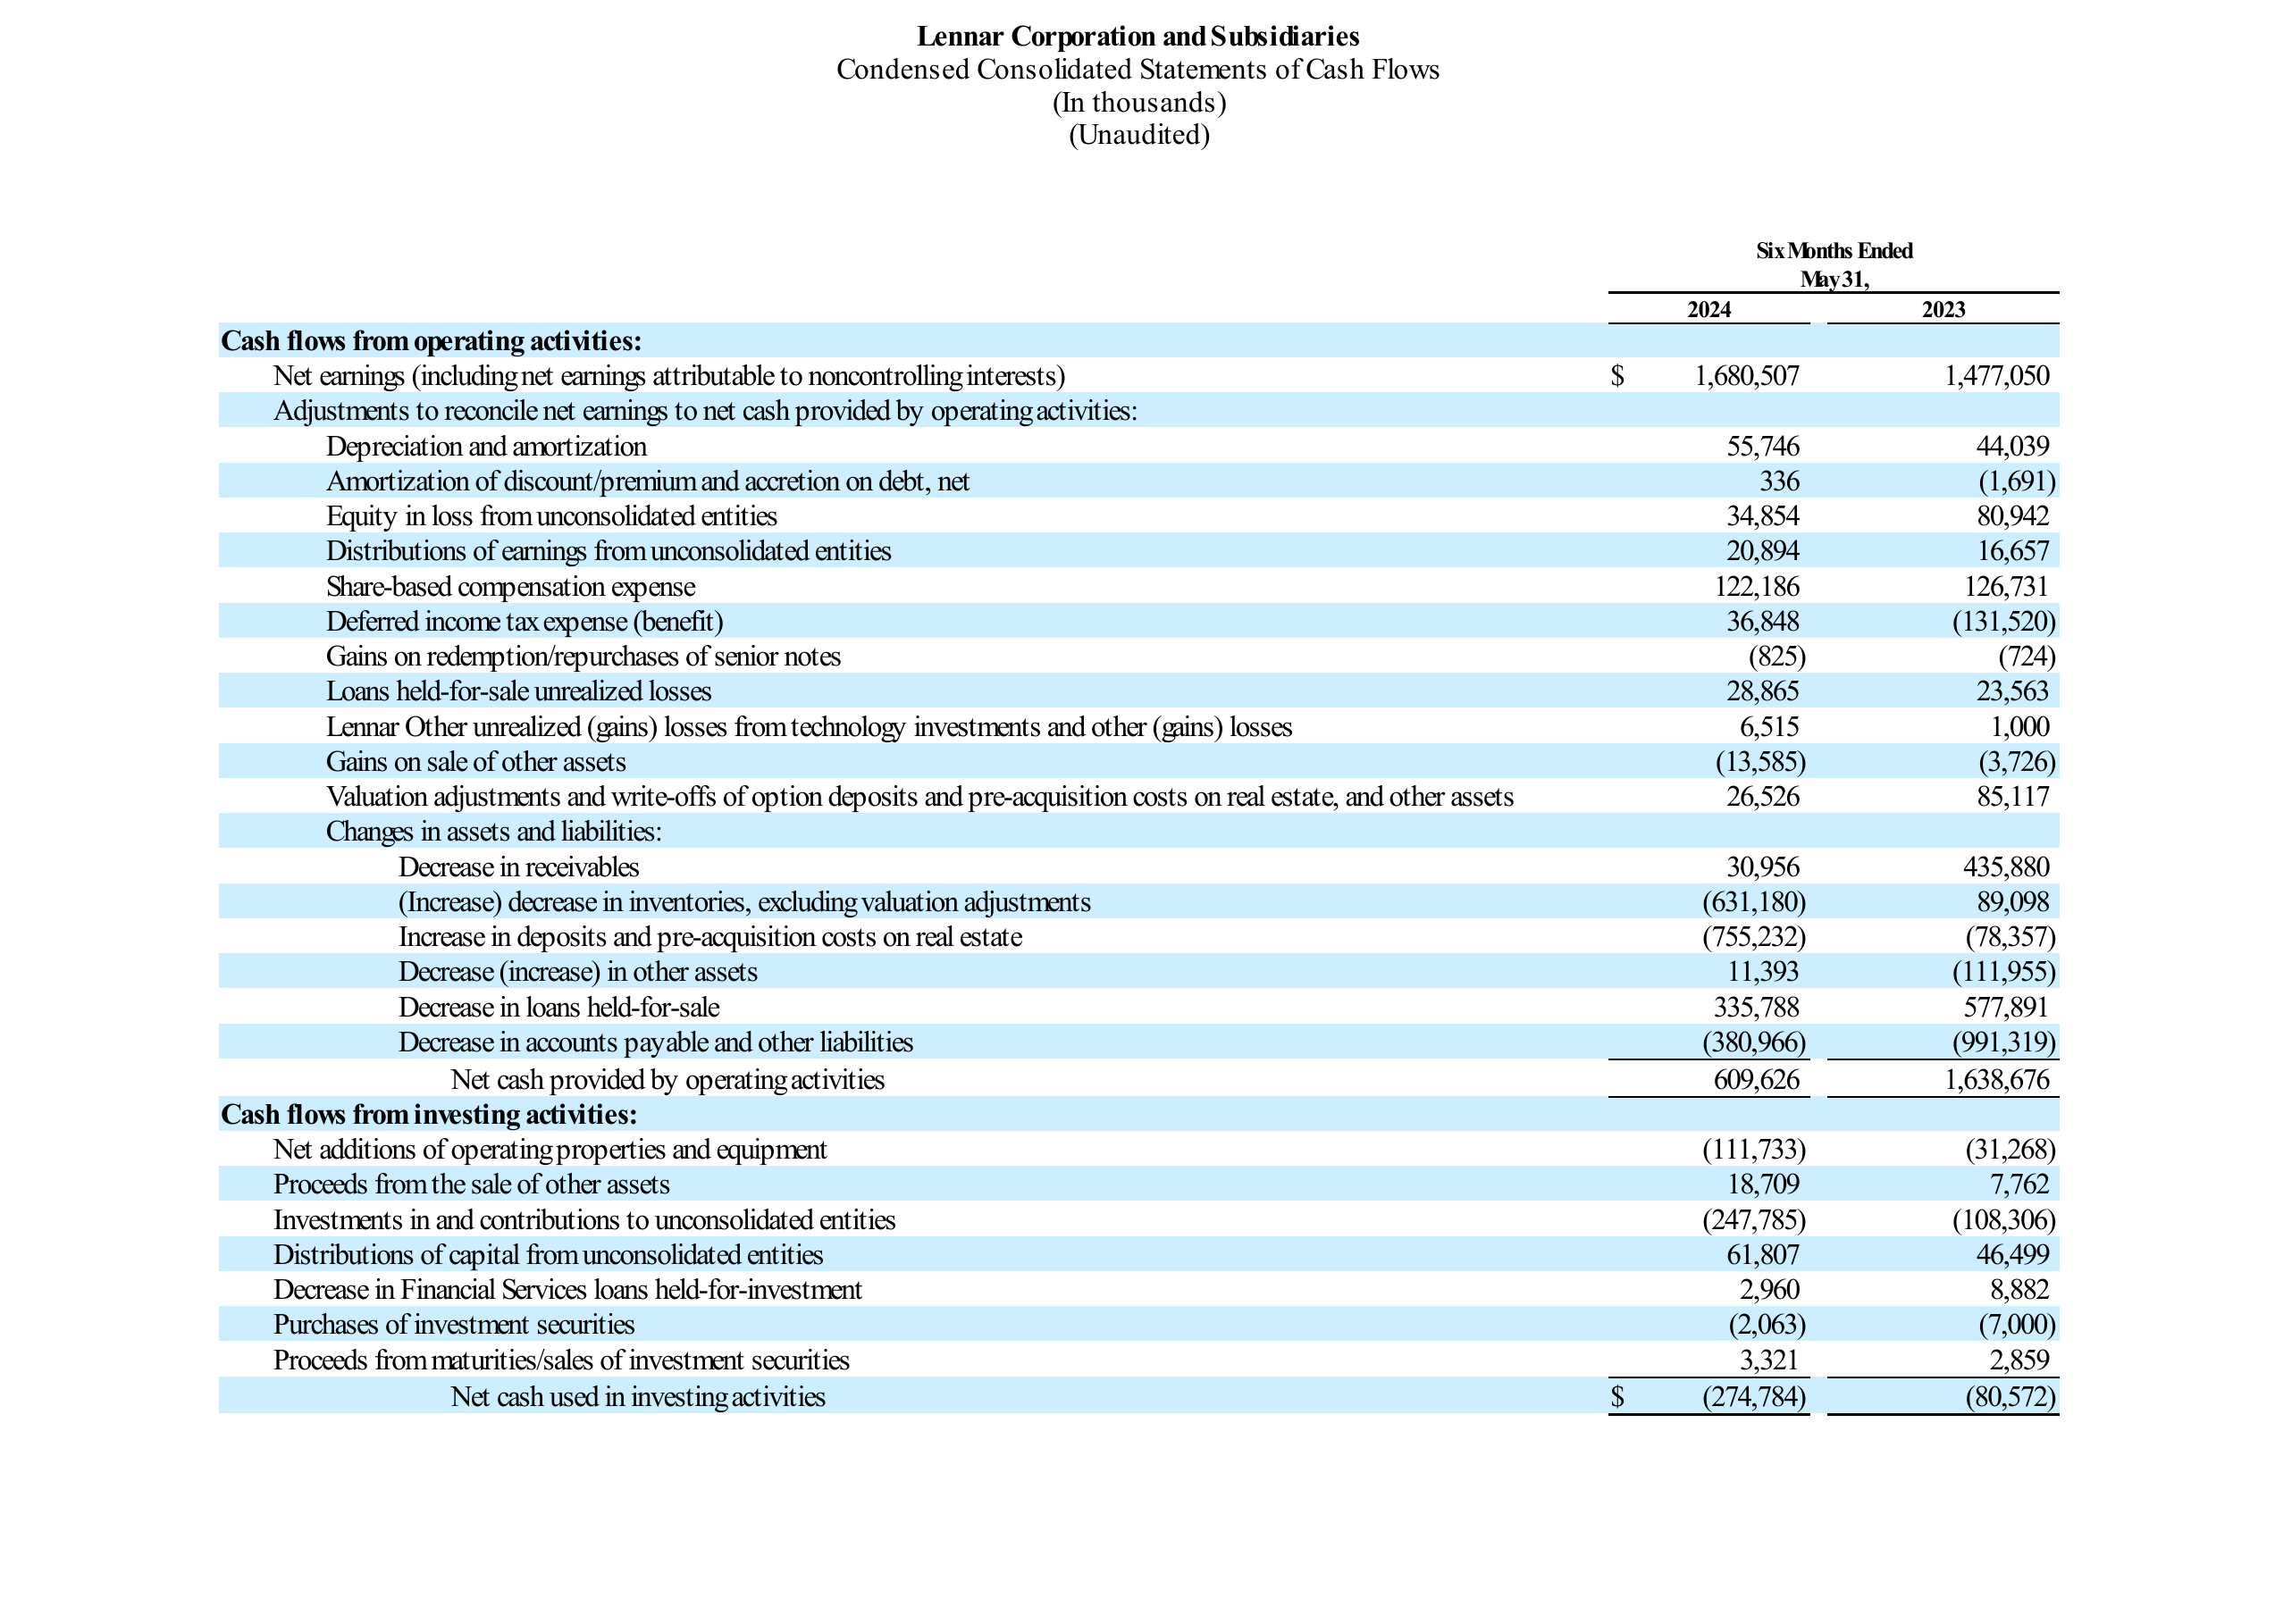 Lennar Corporation and Subsidiaries
Condensed Consolidated Statements of Cash Flows
(In thousands)
(Unaudited)
Six Months Ended
May 31,
2024 2023
Cash flows from operating activities:
Net earnings (including net earnings attributable to noncontrolling interests) $ 1,680,507 1,477,050
Adjustments to reconcile net earnings to net cash provided by operating activities:
Depreciation and amortization 55,746 44,039
Amortization of discount/premium and accretion on debt, net 336 (1,691)
Equity in loss from unconsolidated entities 34,854 80,942
Distributions of earnings from unconsolidated entities 20,894 16,657
Share-based compensation expense 122,186 126,731
Deferred income tax expense (benefit) 36,848 (131,520)
Gains on redemption/repurchases of senior notes (825) (724)
Loans held-for-sale unrealized losses 28,865 23,563
Lennar Other unrealized (gains) losses from technology investments and other (gains) losses 6,515 1,000
Gains on sale of other assets (13,585) (3,726)
Valuation adjustments and write-offs of option deposits and pre-acquisition costs on real estate, and other assets 26,526 85,117
Changes in assets and liabilities:
Decrease in receivables 30,956 435,880
(Increase) decrease in inventories, excluding valuation adjustments (631,180) 89,098
Increase in deposits and pre-acquisition costs on real estate (755,232) (78,357)
Decrease (increase) in other assets 11,393 (111,955)
Decrease in loans held-for-sale 335,788 577,891
Decrease in accounts payable and other liabilities (380,966) (991,319)
Net cash provided by operating activities 609,626 1,638,676
Cash flows from investing activities:
Net additions of operating properties and equipment (111,733) (31,268)
Proceeds from the sale of other assets 18,709 7,762
Investments in and contributions to unconsolidated entities (247,785) (108,306)
Distributions of capital from unconsolidated entities 61,807 46,499
Decrease in Financial Services loans held-for-investment 2,960 8,882
Purchases of investment securities (2,063) (7,000)
Proceeds from maturities/sales of investment securities 3,321 2,859
Net cash used in investing activities $ (274,784) (80,572)